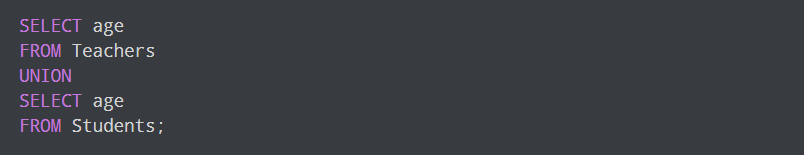 SELECT age
FROM Teachers
UNION
SELECT age
FROM Students;